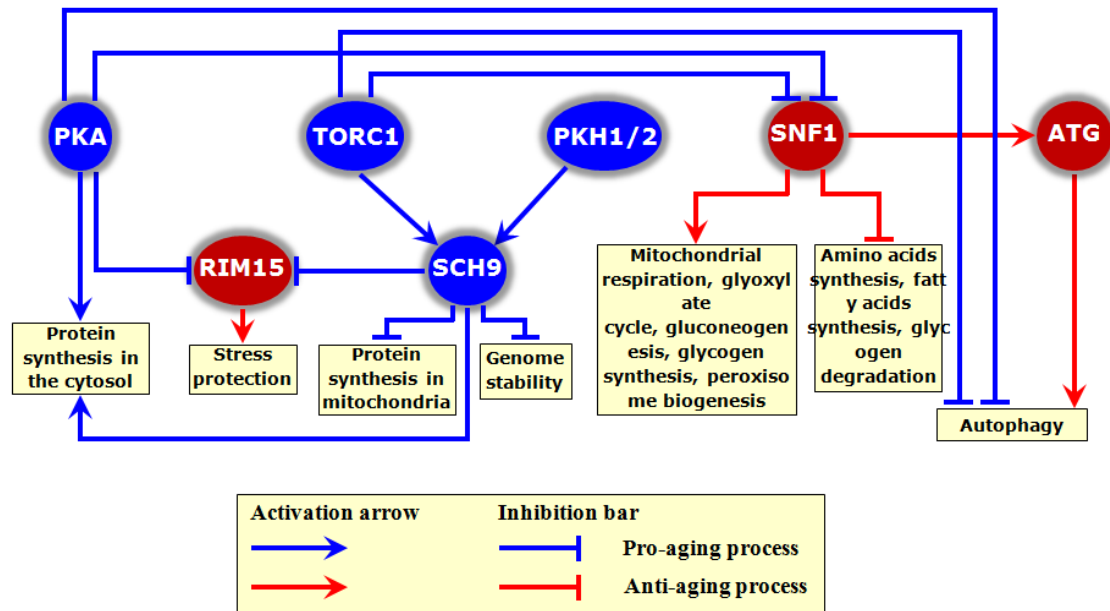 PKA
TORC1
PKH1/2
SNF1
ATG
RIM15
SCH9
Protein
synthesis in
the cytosol
Stress
protection
Protein
synthesis in
mitochondria
Genome
stability
Mitochondrial
respiration, glyoxyl
ate
cycle, gluconeogen
esis, glycogen
synthesis, peroxiso
me biogenesis
Amino acids
synthesis, fatt
y acids
synthesis, glyc
ogen
degradation
Autophagy
Activation arrow
Inhibition bar
Pro-aging process
Anti-aging process